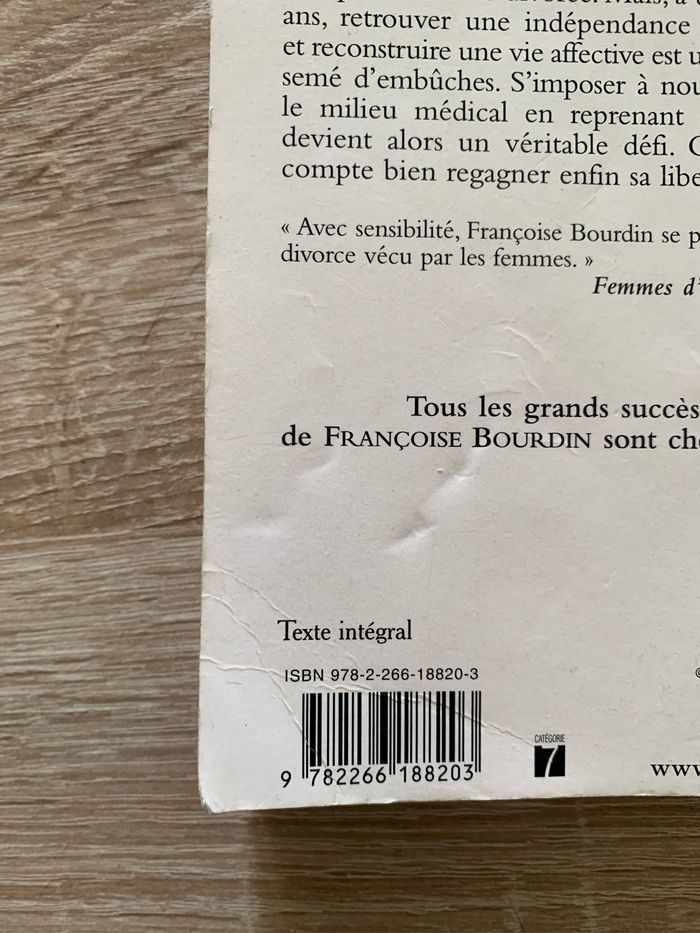 divorce. Mais, à
ans, retrouver une indépendance
et reconstruire une vie affective est
semé d'embûches. S'imposer à
le milieu médical en reprenant
devient alors un véritable défi.
compte bien regagner enfin sa
« Avec sensibilité, Françoise Bourdin se
divorce vécu par les femmes. »
Femmes
Tous les grands succès
de FRANÇOISE BOURDIN sont
Texte intégral
ISBN 978-2-266-18820-3
9 782266 188203
CATÉGORIE
7
www